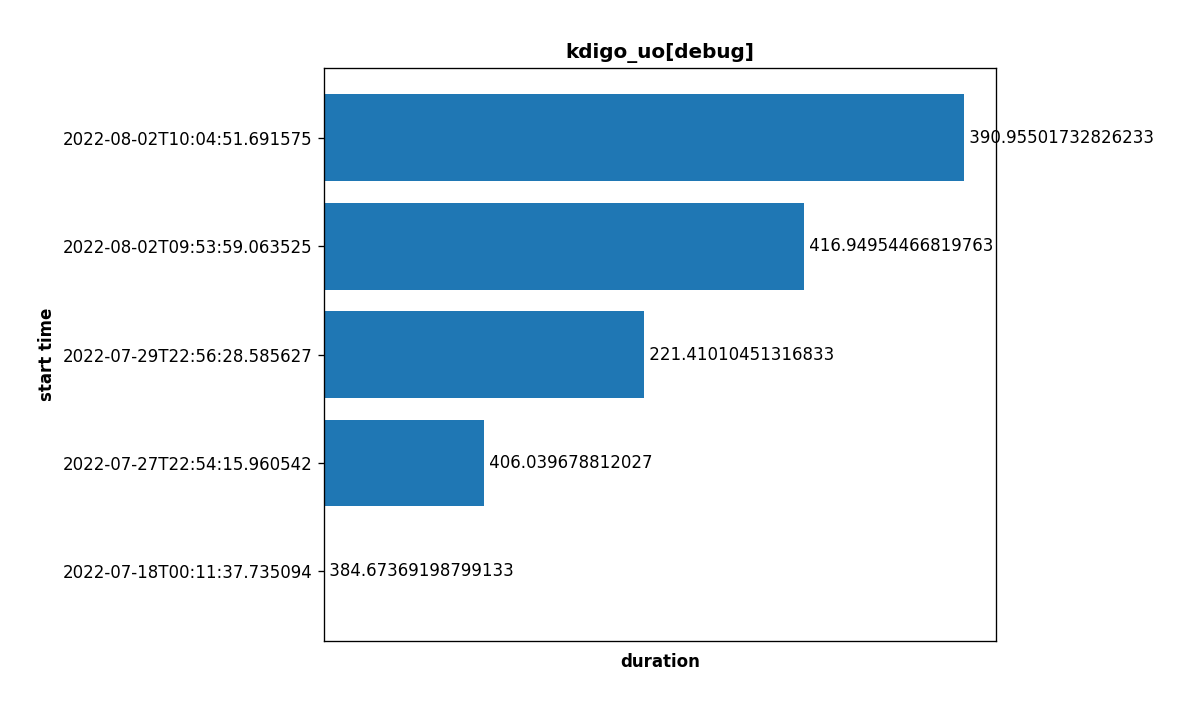 kdigo_uo[debug]
2022-08-02T10:04:51.691575
390.95501732826233
2022-08-02T09:53:59.063525
416.94954466819763
2022-07-29T22:56:28.585627
221.41010451316833
2022-07-27T22:54:15.960542
406.039678812027
2022-07-18T00:11:37.735094
384.67369198799133
start time
duration